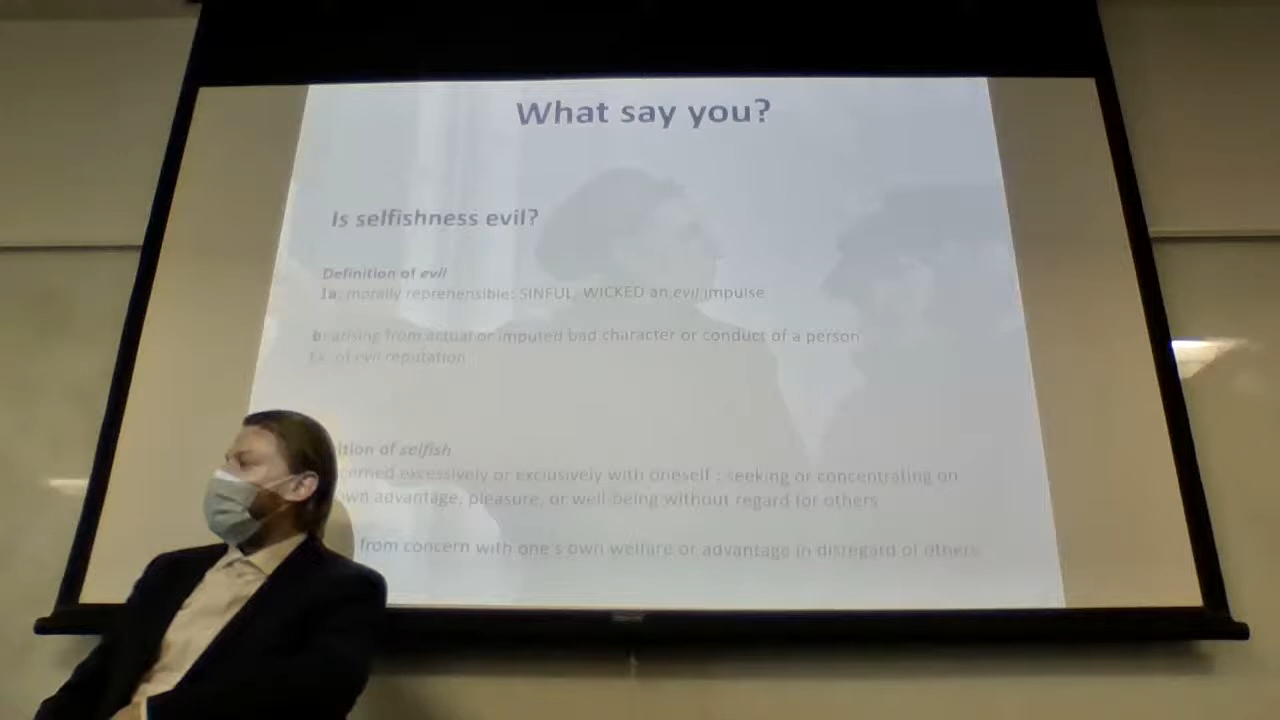 What say you?
Is selfishness evil?
Definition of evil
1a: morally reprehensible: SINFUL, WICKED an evil impulse
b: arising from actual or imputed bad character or conduct of a person
of evil reputation
ition of selfish
cerned excessively or exclusively with oneself : seeking or concentrating on
own advantage, pleasure, or well-being without regard for others
from concern with one's own welfare or advantage in disregard of others